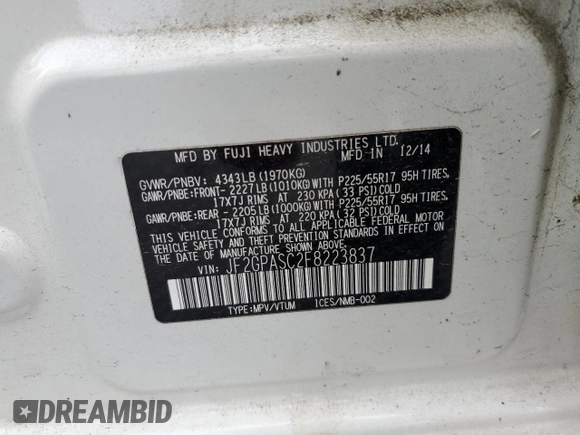 MFD BY FUJI HEAVY INDUSTRIES LTD.
MFD.IN 12/14
GVWR/PNBV: 4343LB (1970KG)
GAWR/PNBE:FRONT- 2227LB(1010KG)WITH P225/55R17 95H TIRES,
17X7J RIMS AT 230 KPA (33 PSI)COLD
GAWR/PNBE:REAR - 2205LB(1000KG)WITH P225/55R17 95H TIRES,
17X7J RIMS AT 220 KPA (32 PSI)COLD
THIS VEHICLE CONFORMS TO ALL APPLICABLE FEDERAL MOTOR
VEHICLE SAFETY AND THEFT PREVENTION STANDARDS IN EFFECT ON
THE DATE OF MANUFACTURE SHOWN ABOVE.
VIN: JF2GPASC2F8223837
TYPE:MPV/VTUM ICES/NMB-002
DREAMBID